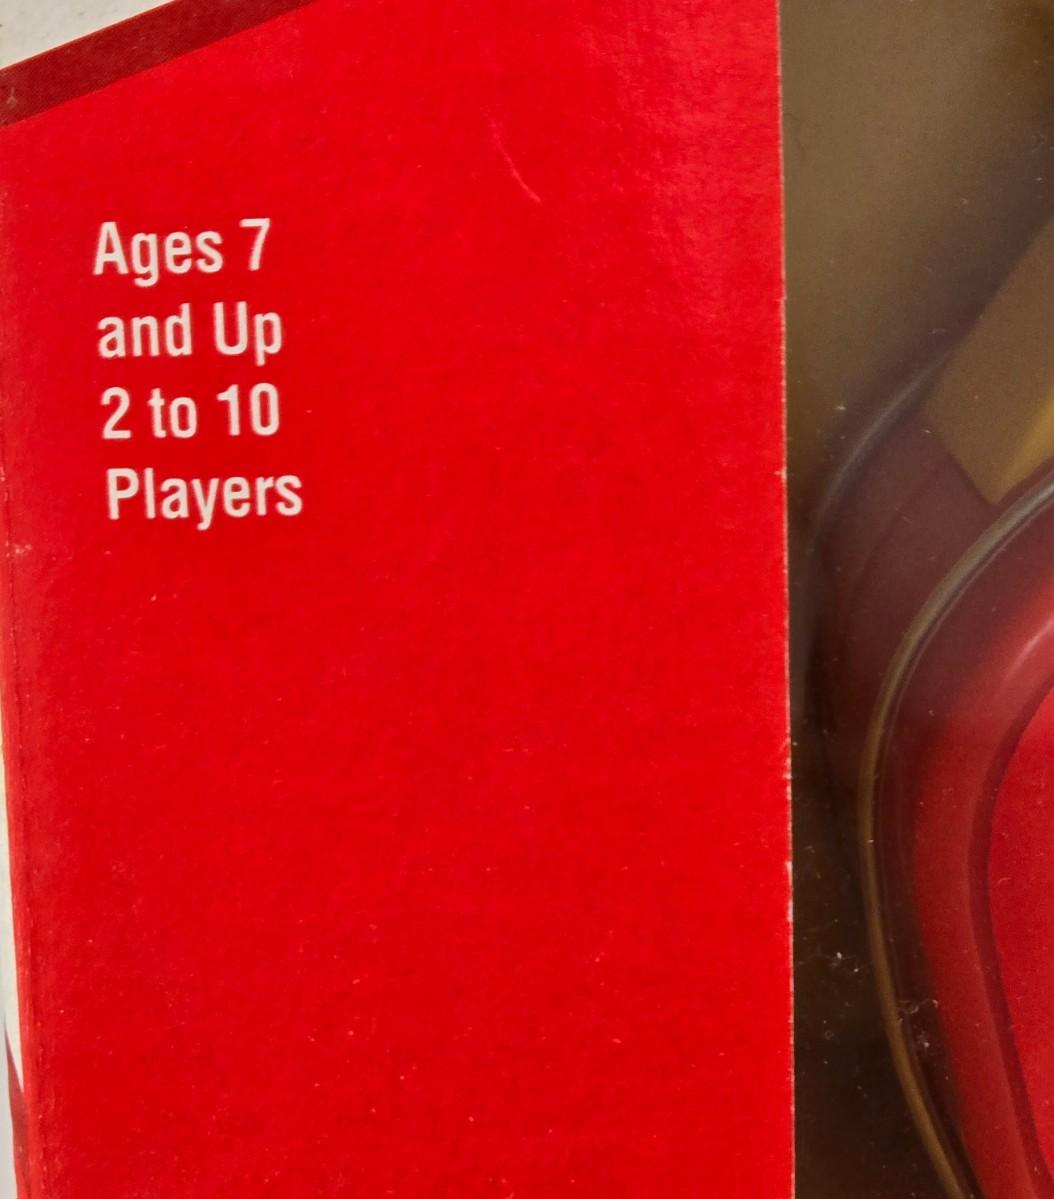 Ages 7
and Up
2 to 10
Players